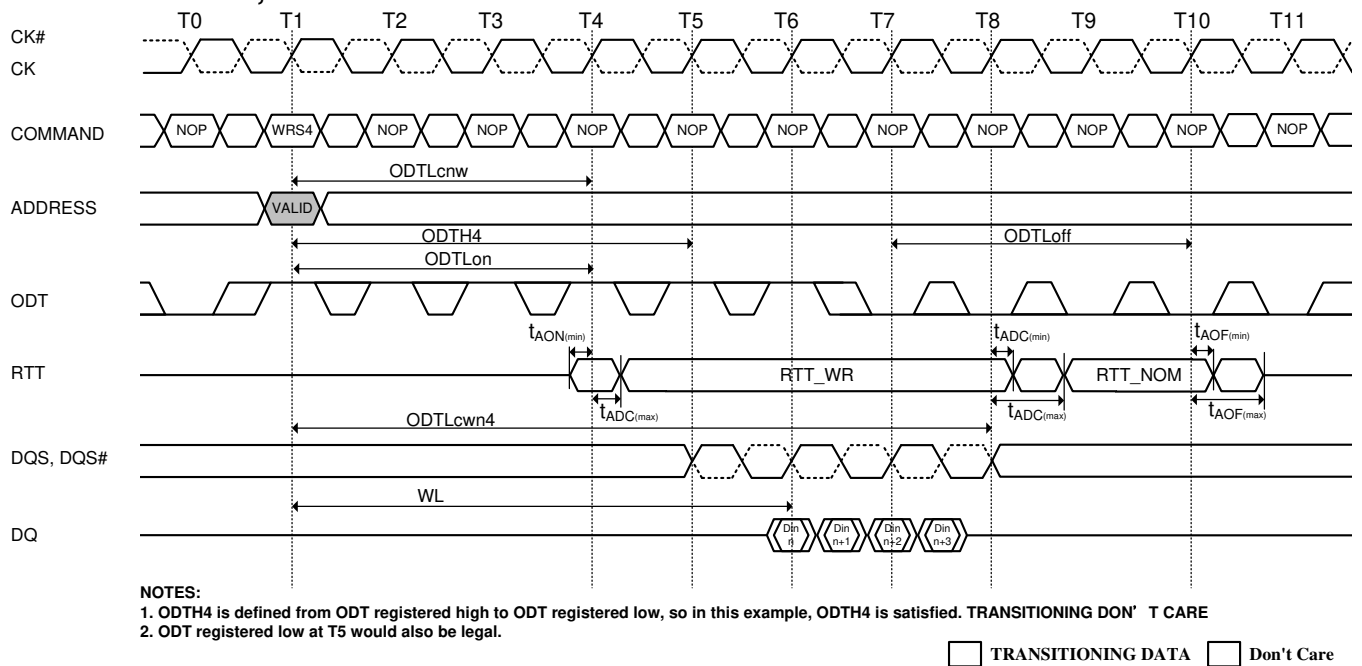 T0 T1 T2 T3 T4 T5 T6 T7 T8 T9 T10 T11
CK#
CK
COMMAND NOP WRS4 NOP NOP NOP NOP NOP NOP NOP NOP NOP NOP
ODTLcnw
ADDRESS VALID
ODTH4 ODTLoff
ODTLon
ODT
tAON(min) tADC(min) tAOF(min)
RTT RTT_WR RTT_NOM
tADC(max) tADC(max) tAOF(max)
ODTLcwn4
DQS, DQS#
WL
DQ Din n Din n+1 Din n+2 Din n+3
NOTES:
1. ODTH4 is defined from ODT registered high to ODT registered low, so in this example, ODTH4 is satisfied. TRANSITIONING DON' T CARE
2. ODT registered low at T5 would also be legal.
TRANSITIONING DATA Don't Care